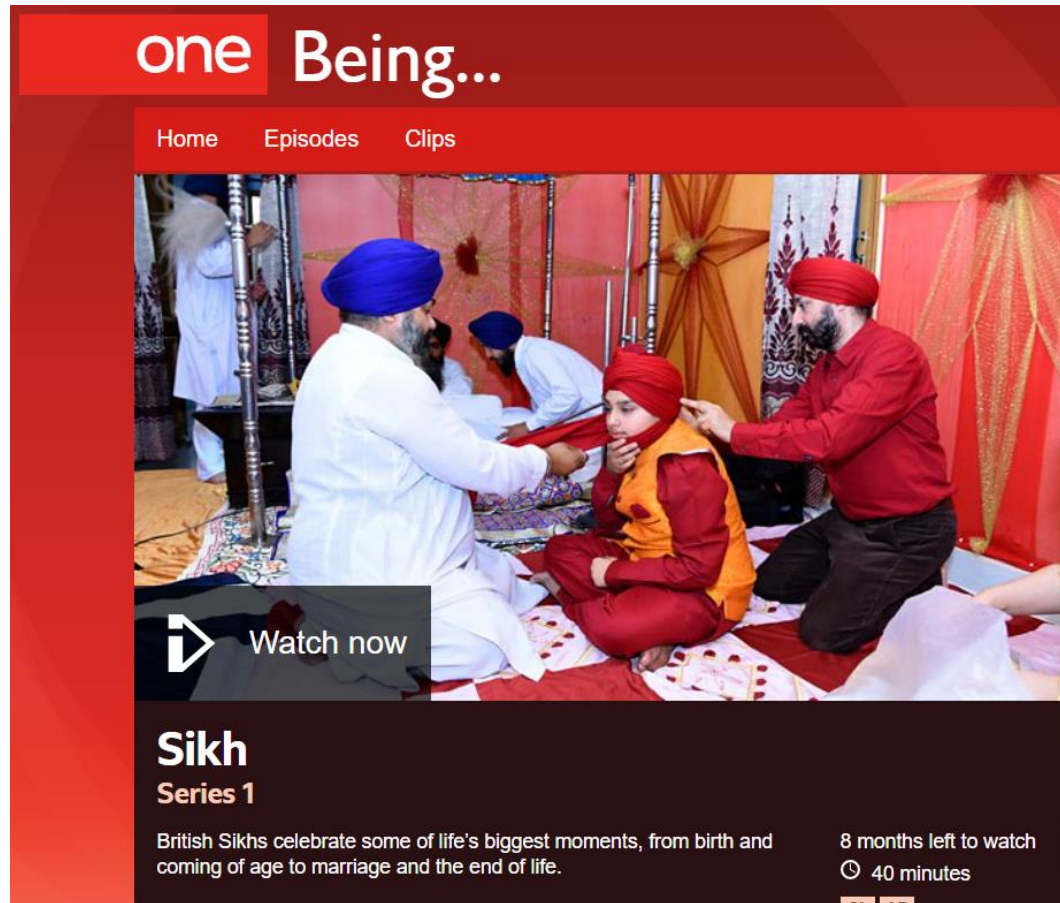 one Being...
Home Episodes Clips
Watch now
Sikh
Series 1
British Sikhs celebrate some of life’s biggest moments, from birth and
coming of age to marriage and the end of life.
8 months left to watch
40 minutes